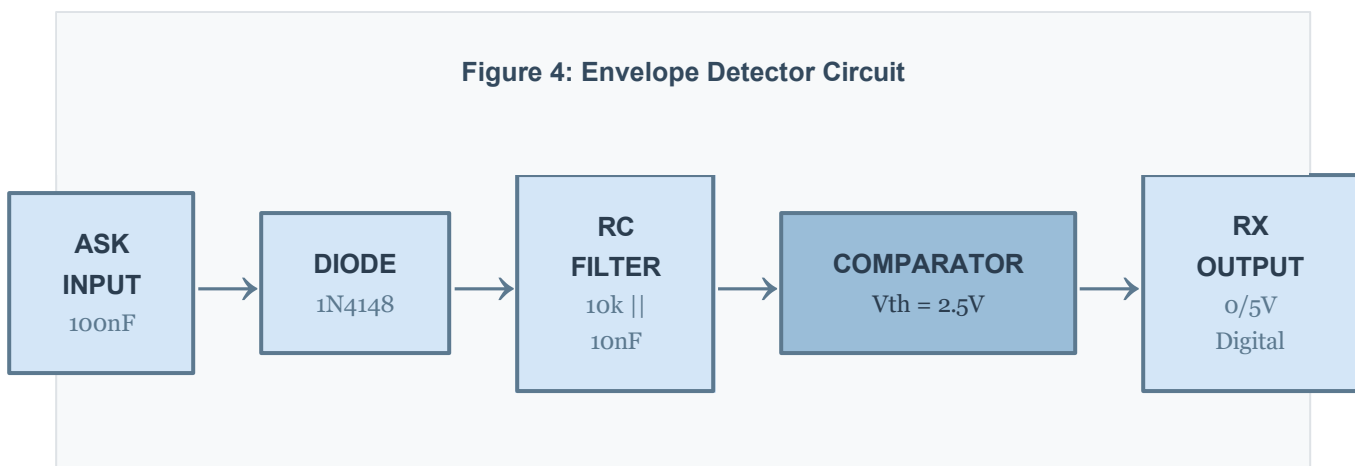 Figure 4: Envelope Detector Circuit
ASK
INPUT
100nF
DIODE
1N4148
RC
FILTER
10k ||
10nF
COMPARATOR
Vth = 2.5V
RX
OUTPUT
0/5V
Digital